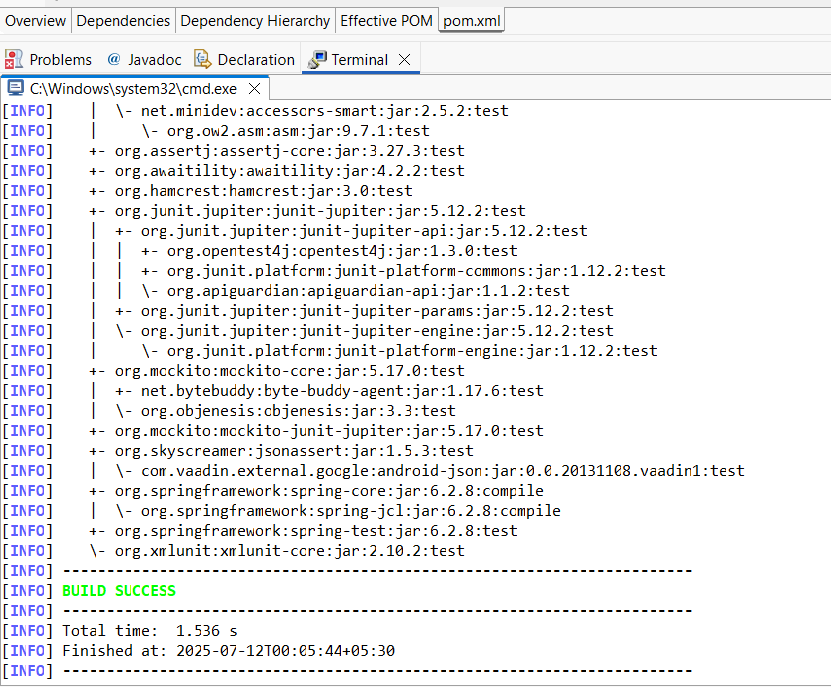 Overview Dependencies Dependency Hierarchy Effective POM pom.xml
Problems @ Javadoc Declaration Terminal
C:\Windows\system32\cmd.exe
[INFO]    |  \- net.minidev:accessors-smart:jar:2.5.2:test
[INFO]    |     \- org.ow2.asm:asm:jar:9.7.1:test
[INFO]    +- org.assertj:assertj-core:jar:3.27.3:test
[INFO]    +- org.awaitility:awaitility:jar:4.2.2:test
[INFO]    +- org.hamcrest:hamcrest:jar:3.0:test
[INFO]    +- org.junit.jupiter:junit-jupiter:jar:5.12.2:test
[INFO]    |  +- org.junit.jupiter:junit-jupiter-api:jar:5.12.2:test
[INFO]    |  |  +- org.opentest4j:opentest4j:jar:1.3.0:test
[INFO]    |  |  +- org.junit.platform:junit-platform-commons:jar:1.12.2:test
[INFO]    |  |  \- org.apiguardian:apiguardian-api:jar:1.1.2:test
[INFO]    |  +- org.junit.jupiter:junit-jupiter-params:jar:5.12.2:test
[INFO]    |  \- org.junit.jupiter:junit-jupiter-engine:jar:5.12.2:test
[INFO]    |     \- org.junit.platform:junit-platform-engine:jar:1.12.2:test
[INFO]    +- org.mockito:mockito-core:jar:5.17.0:test
[INFO]    |  +- net.bytebuddy:byte-buddy-agent:jar:1.17.6:test
[INFO]    |  \- org.objenesis:objenesis:jar:3.3:test
[INFO]    +- org.mockito:mockito-junit-jupiter:jar:5.17.0:test
[INFO]    +- org.skyscreamer:jsonassert:jar:1.5.3:test
[INFO]    |  \- com.vaadin.external.google:android-json:jar:0.0.20131108.vaadin1:test
[INFO]    +- org.springframework:spring-core:jar:6.2.8:compile
[INFO]    |  \- org.springframework:spring-jcl:jar:6.2.8:compile
[INFO]    +- org.springframework:spring-test:jar:6.2.8:test
[INFO]    \- org.xmlunit:xmlunit-core:jar:2.10.2:test
[INFO] ------------------------------------------------------------------------
[INFO] BUILD SUCCESS
[INFO] ------------------------------------------------------------------------
[INFO] Total time:  1.536 s
[INFO] Finished at: 2025-07-12T00:05:44+05:30
[INFO] ------------------------------------------------------------------------